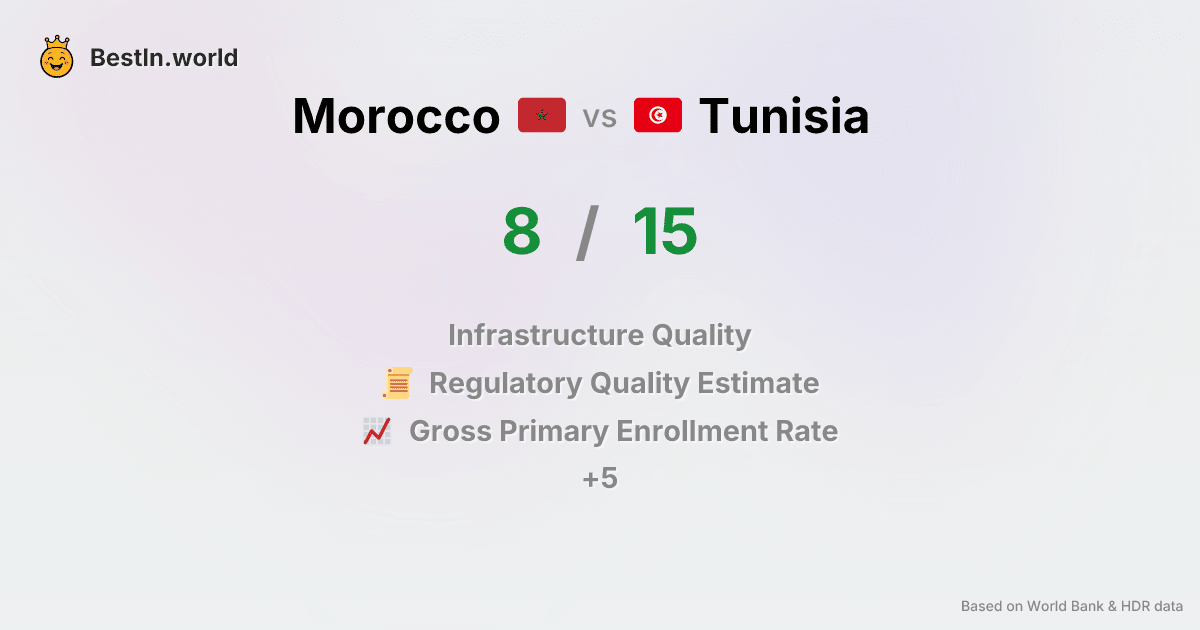 BestIn.world
Morocco vs Tunisia
8 / 15
Infrastructure Quality
Regulatory Quality Estimate
Gross Primary Enrollment Rate
+5
Based on World Bank & HDR data